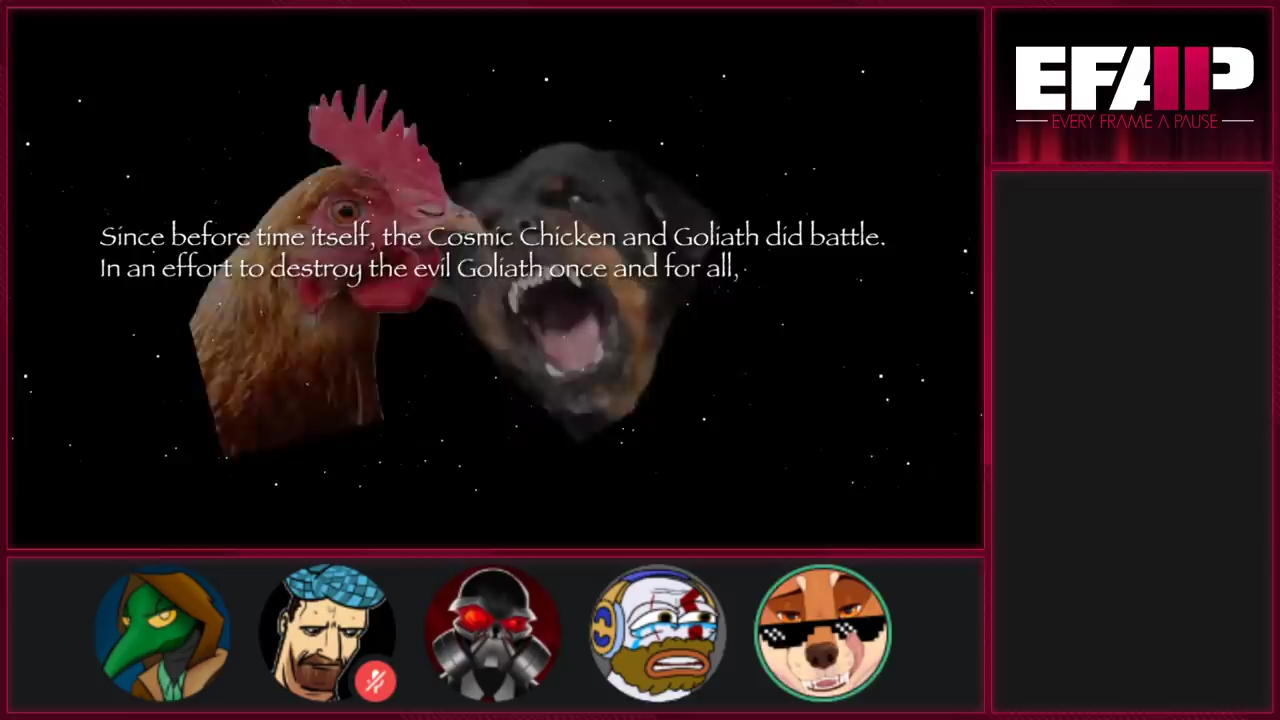 EFAP
EVERY FRAME A PAUSE
Since before time itself, the Cosmic Chicken and Goliath did battle.
In an effort to destroy the evil Goliath once and for all,